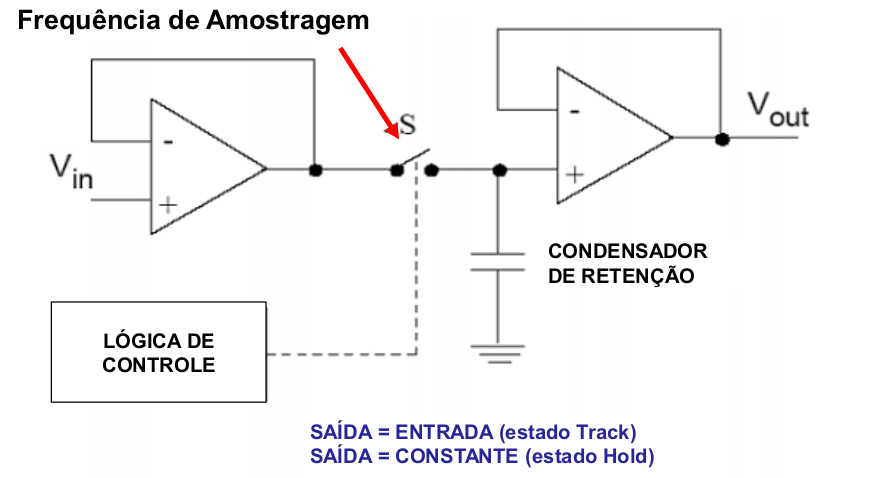 Frequência de Amostragem
S
-
+
Vin
-
+
Vout
CONDENSADOR
DE RETENÇÃO
LÓGICA DE
CONTROLE
SAÍDA = ENTRADA (estado Track)
SAÍDA = CONSTANTE (estado Hold)